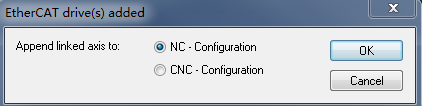 EtherCAT drive(s) added
Append linked axis to:
NC - Configuration
OK
CNC - Configuration
Cancel